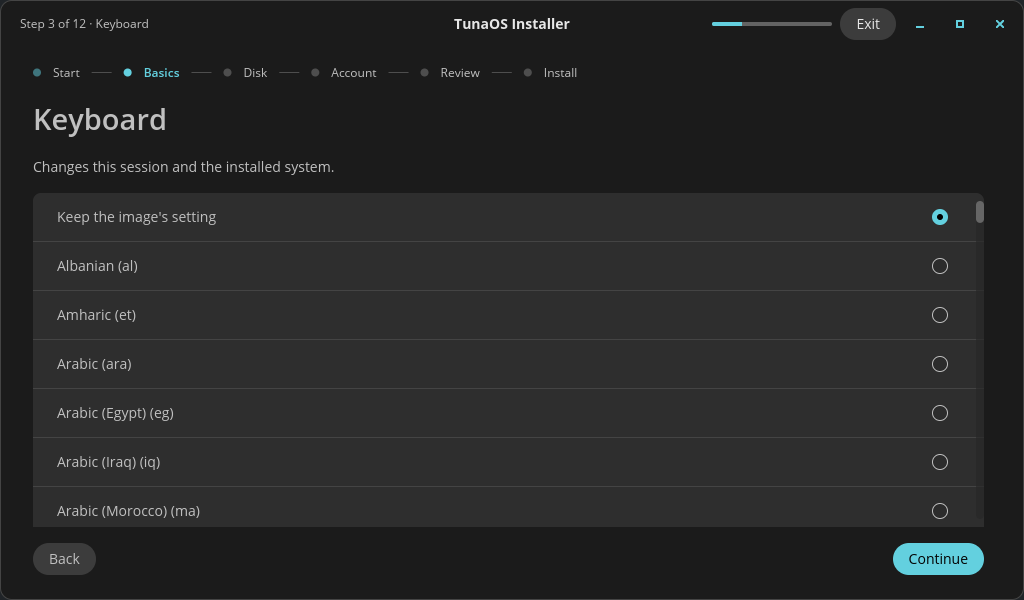 Step 3 of 12 · Keyboard
TunaOS Installer
Exit
Start
Basics
Disk
Account
Review
Install
Keyboard
Changes this session and the installed system.
Keep the image's setting
Albanian (al)
Amharic (et)
Arabic (ara)
Arabic (Egypt) (eg)
Arabic (Iraq) (iq)
Arabic (Morocco) (ma)
Back
Continue